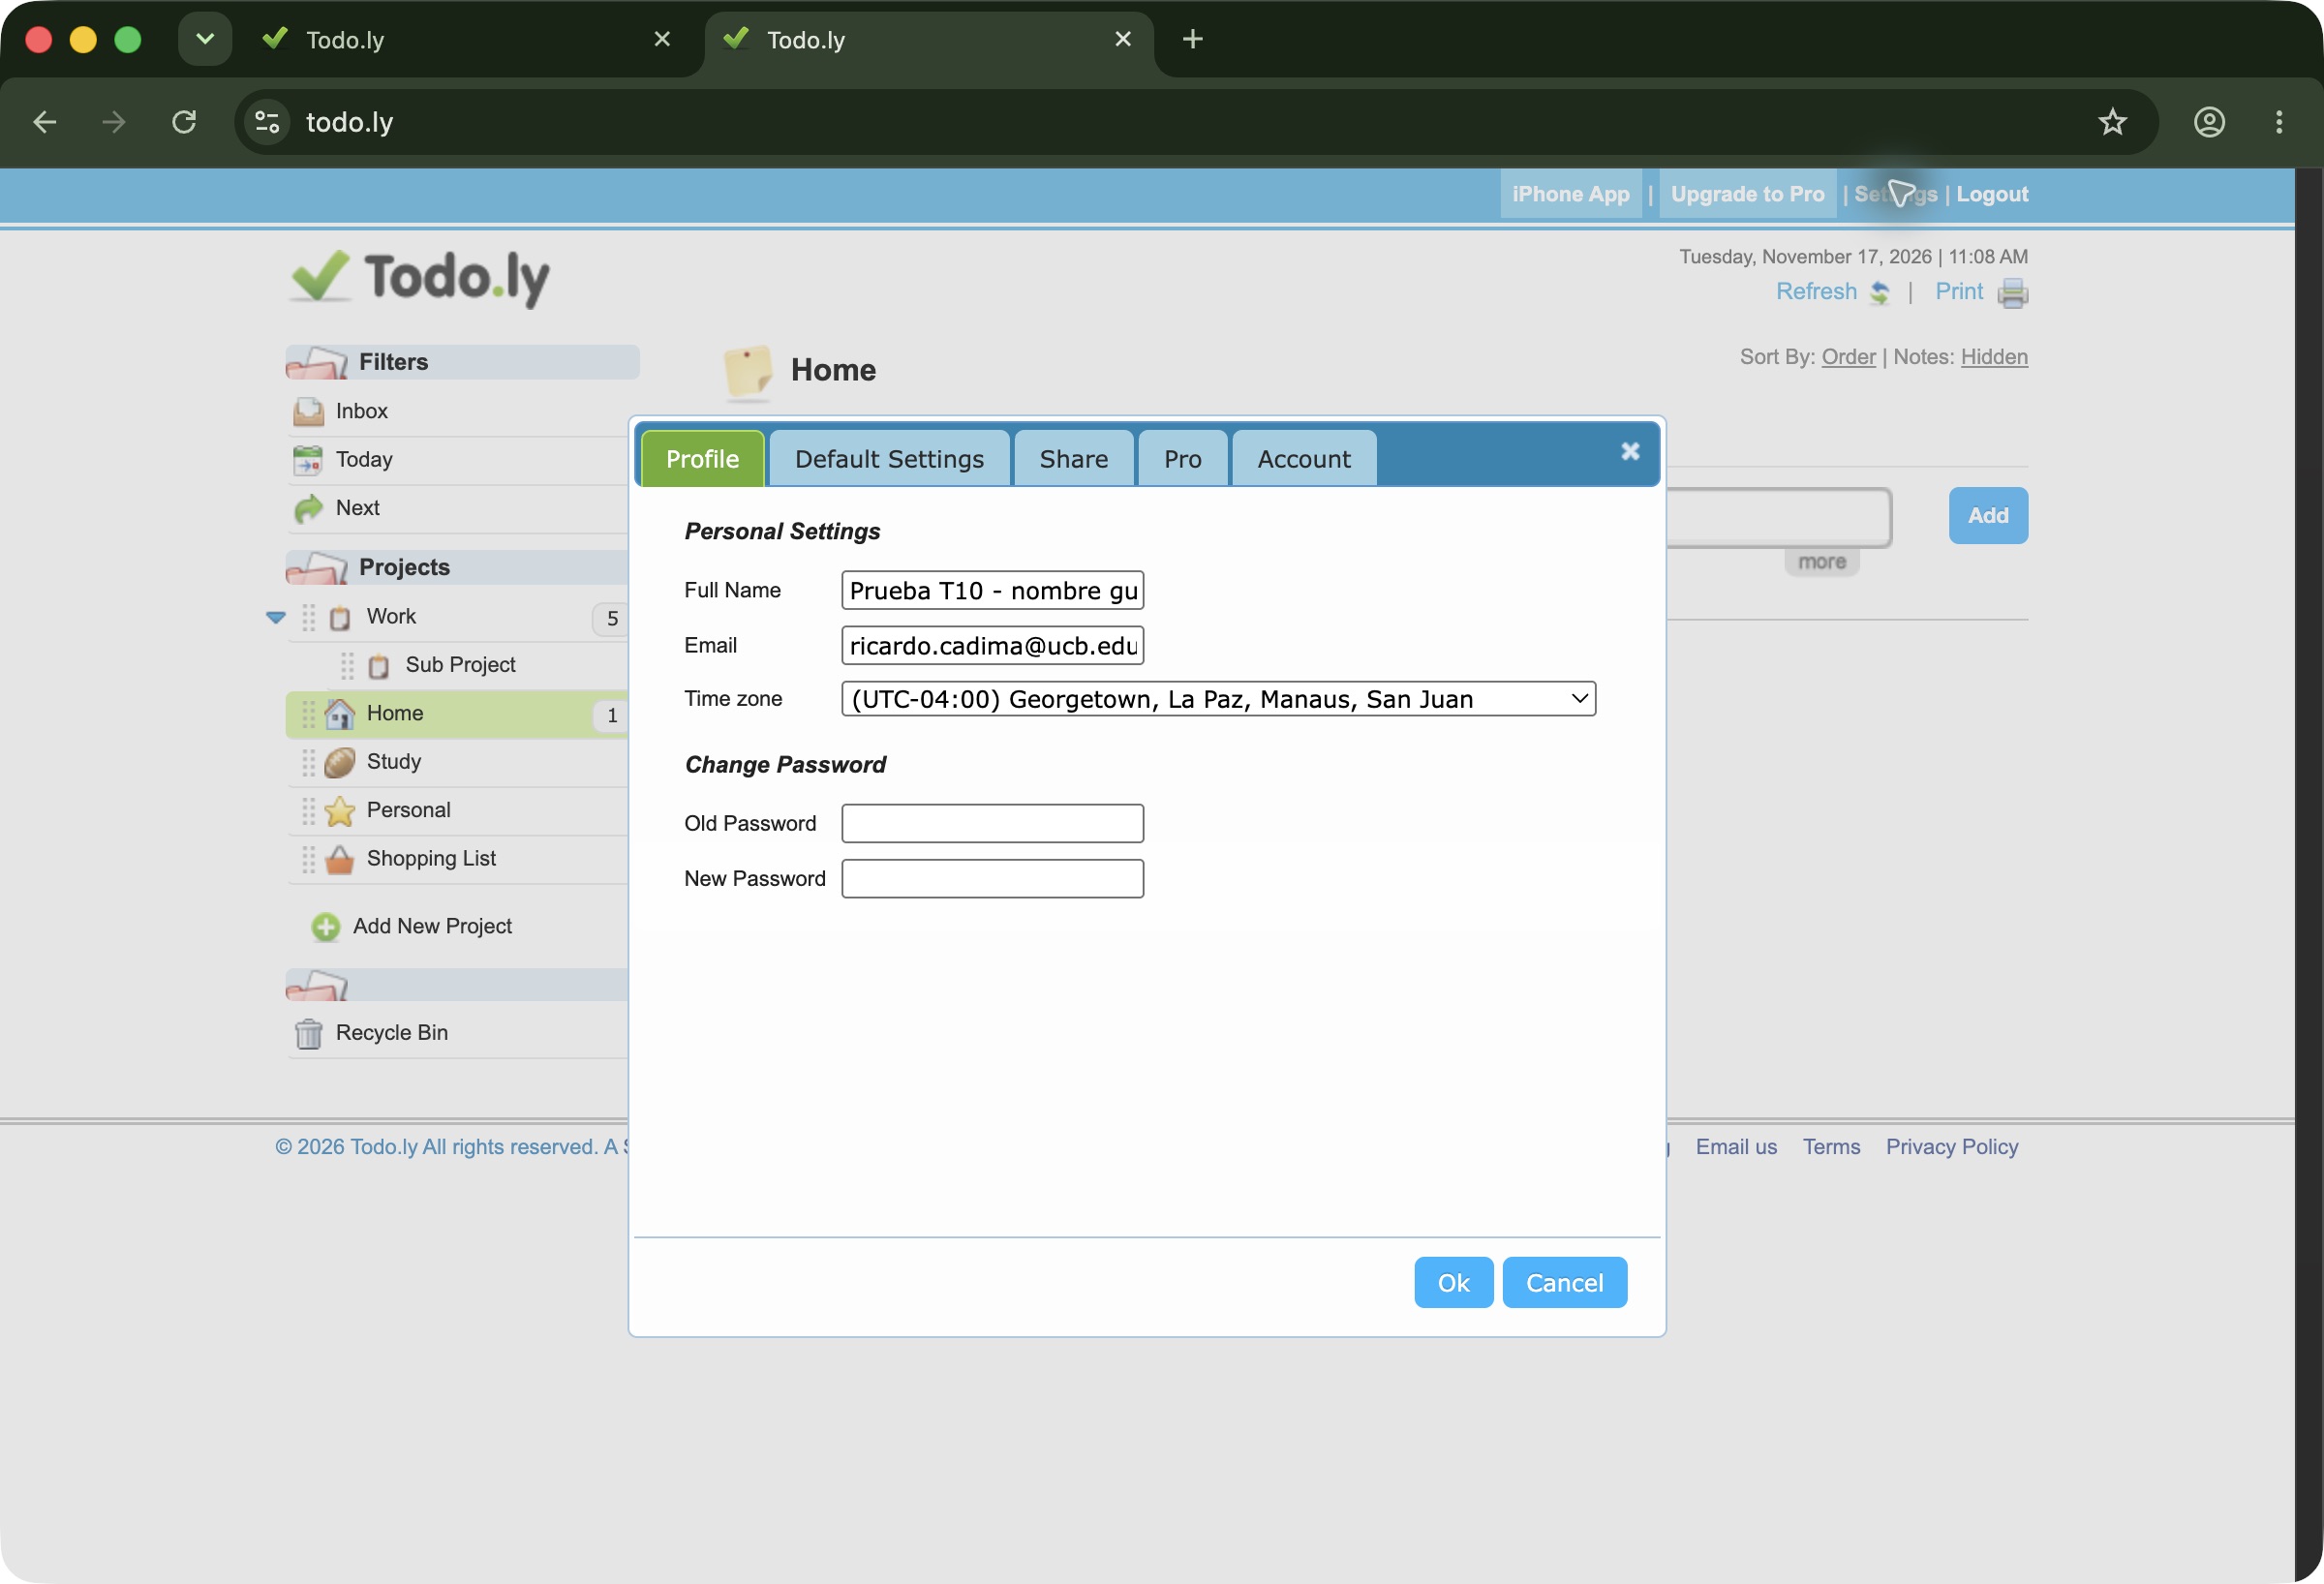 Todo.ly
Todo.ly
todo.ly
iPhone App | Upgrade to Pro | Settings | Logout
Todo.ly
Tuesday, November 17, 2026 | 11:08 AM
Refresh | Print
Filters
Home
Sort By: Order | Notes: Hidden
Inbox
Today
Next
Profile Default Settings Share Pro Account
Add
more
Personal Settings
Full Name Prueba T10 - nombre gu
Email ricardo.cadima@ucb.edu
Time zone (UTC-04:00) Georgetown, La Paz, Manaus, San Juan
Change Password
Old Password
New Password
Ok Cancel
Projects
Work 5
Sub Project
Home 1
Study
Personal
Shopping List
Add New Project
Recycle Bin
© 2026 Todo.ly All rights reserved. A
Email us Terms Privacy Policy